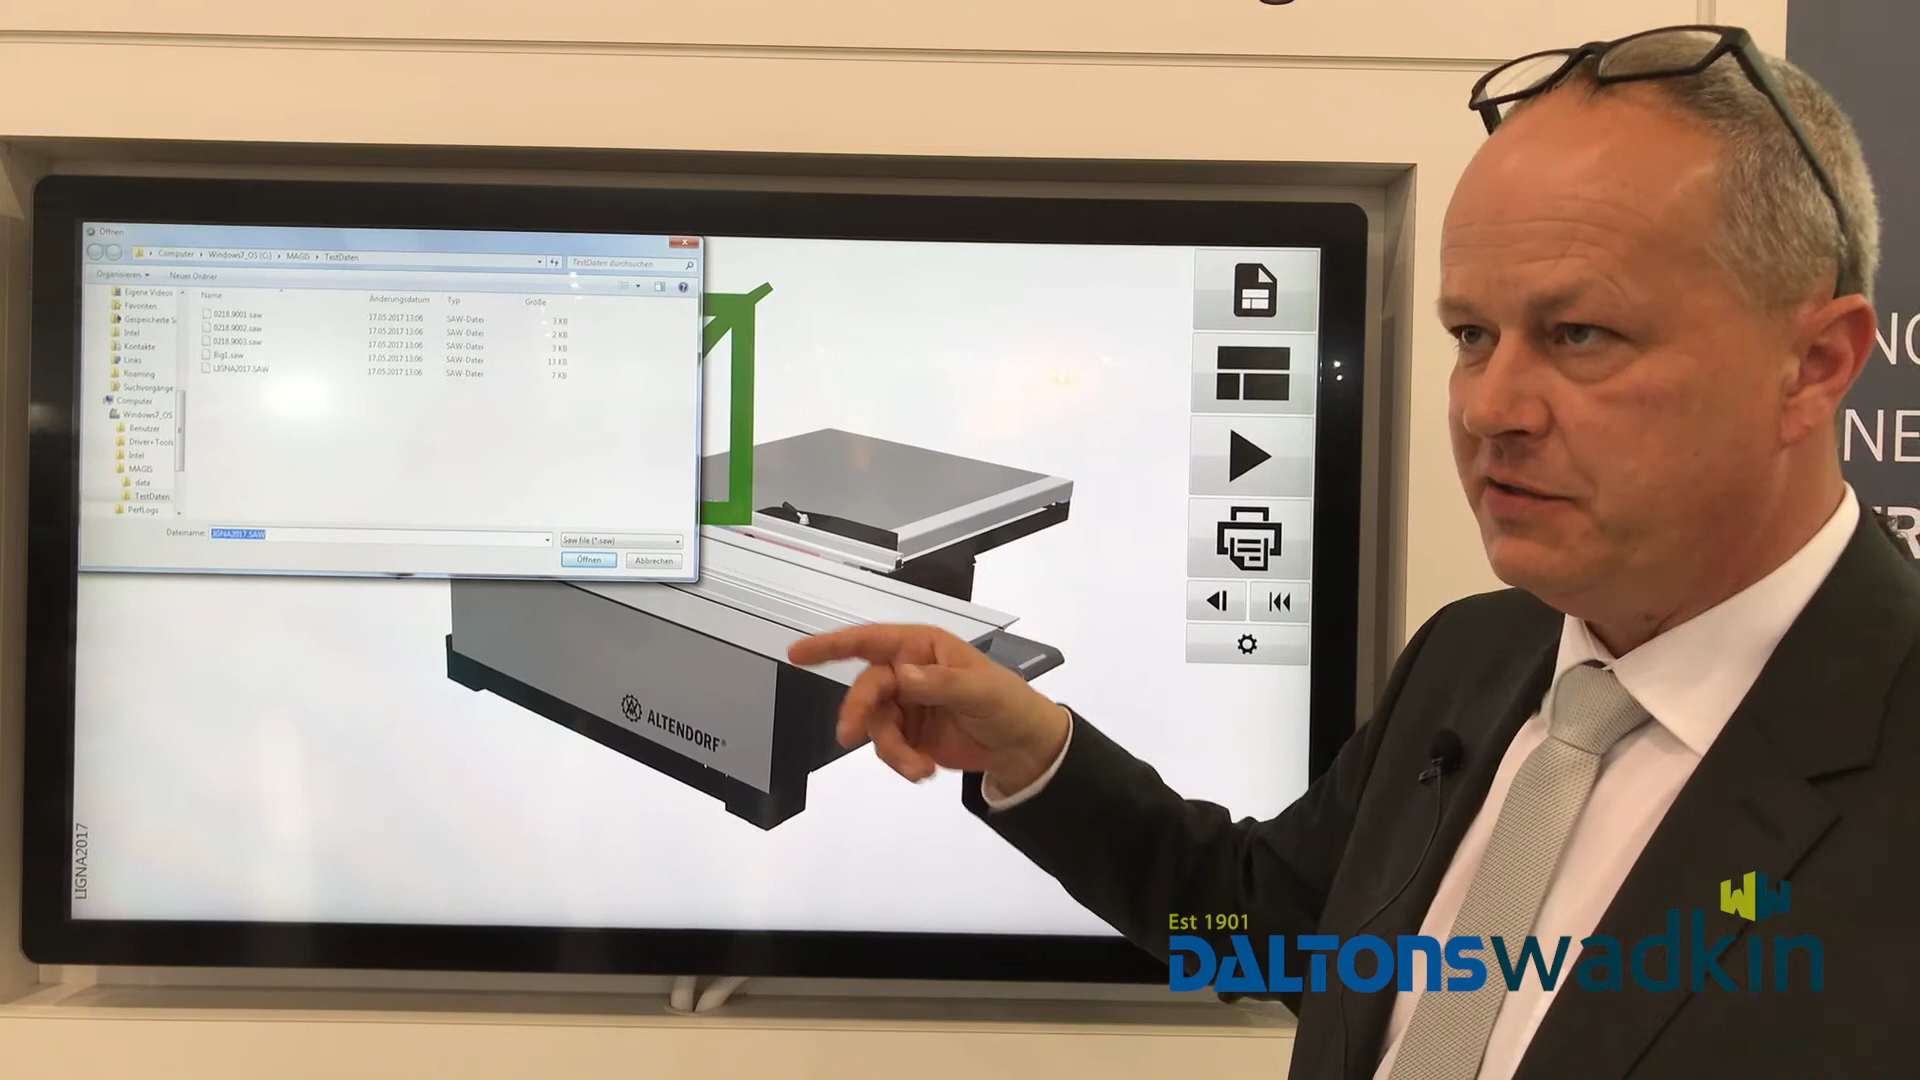 Öffnen
Computer Windows7_OS (C:) MAGIS TestDaten
TestDaten durchsuchen
Organisieren Neuer Ordner
Name Änderungsdatum Typ Größe
0218.9001.saw 17.05.2017 13:06 SAW-Datei 3 KB
0218.9002.saw 17.05.2017 13:06 SAW-Datei 2 KB
0218.9003.saw 17.05.2017 13:06 SAW-Datei 3 KB
Big1.saw 17.05.2017 13:06 SAW-Datei 13 KB
LIGNA2017.SAW 17.05.2017 13:06 SAW-Datei 7 KB
Eigene Videos
Favoriten
Gespeicherte S
Intel
Kontakte
Links
Roaming
Suchvorgänge
Computer
Windows7_OS
Benutzer
Driver+Tools
Intel
MAGIS
data
TestDaten
PerfLogs
Dateiname: IGNA2017.SAW
Saw file (*.saw)
Öffnen Abbrechen
ALTENDORF®
LIGNA2017
NE
Est 1901
DALTONSwadkin